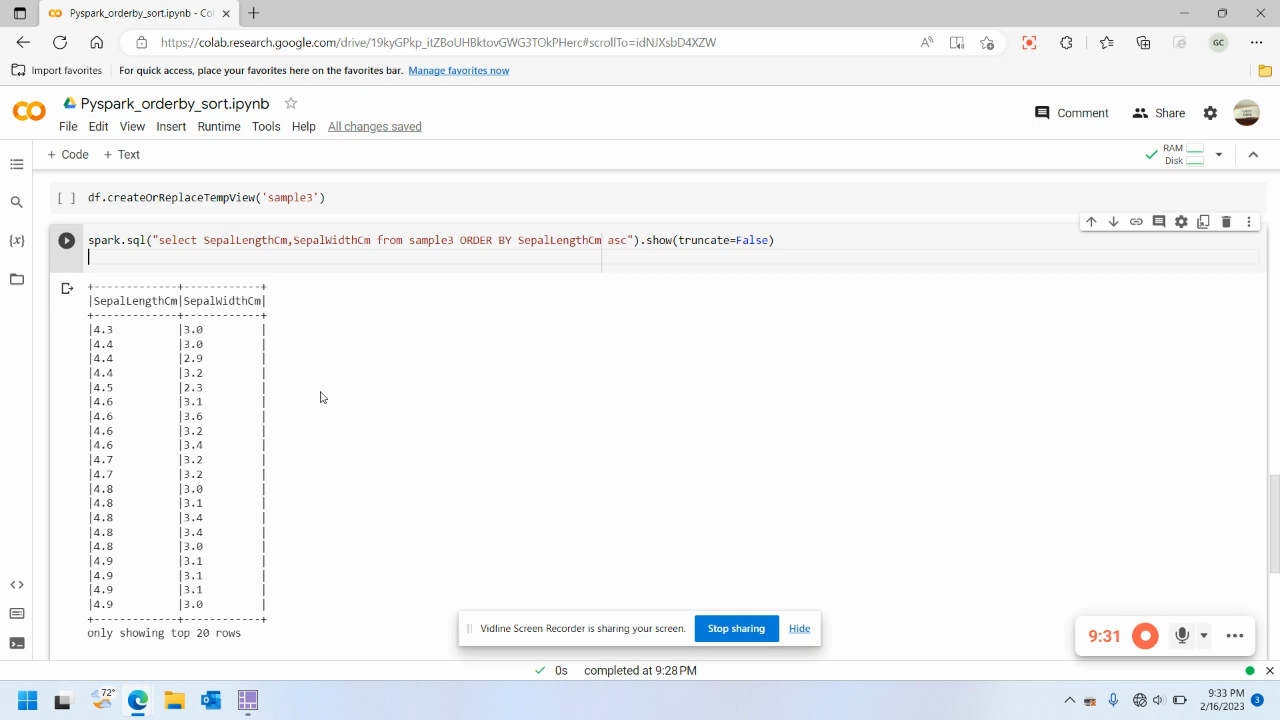 Pyspark_orderby_sort.ipynb - Col
https://colab.research.google.com/drive/19kyGPkp_itZBoUHBktovGWG3TOkPHerc#scrollTo=idNJXsbD4XZW
GC
Import favorites
For quick access, place your favorites here on the favorites bar. Manage favorites now
Pyspark_orderby_sort.ipynb
Comment
Share
File Edit View Insert Runtime Tools Help All changes saved
+ Code + Text
RAM
Disk
[ ] df.createOrReplaceTempView('sample3')
spark.sql("select SepalLengthCm,SepalWidthCm from sample3 ORDER BY SepalLengthCm asc").show(truncate=False)
{x}
+-------------+------------+
|SepalLengthCm|SepalWidthCm|
+-------------+------------+
|4.3          |3.0         |
|4.4          |3.0         |
|4.4          |2.9         |
|4.4          |3.2         |
|4.5          |2.3         |
|4.6          |3.1         |
|4.6          |3.6         |
|4.6          |3.2         |
|4.6          |3.4         |
|4.7          |3.2         |
|4.7          |3.2         |
|4.8          |3.0         |
|4.8          |3.1         |
|4.8          |3.4         |
|4.8          |3.4         |
|4.8          |3.0         |
|4.9          |3.1         |
|4.9          |3.1         |
|4.9          |3.1         |
|4.9          |3.0         |
+-------------+------------+
only showing top 20 rows
Vidline Screen Recorder is sharing your screen. Stop sharing Hide
9:31
0s completed at 9:28 PM
72°
9:33 PM
2/16/2023
3